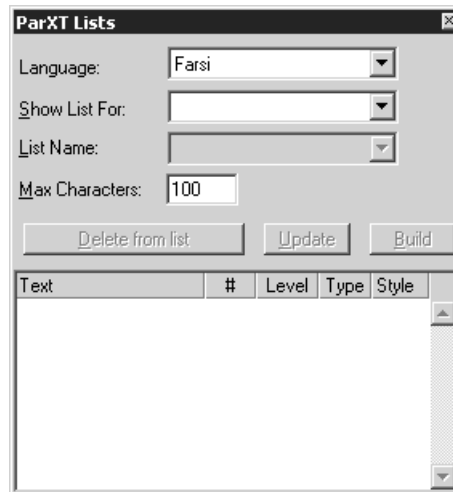 ParXT Lists
Language: Farsi
Show List For:
List Name:
Max Characters: 100
Delete from list Update Build
Text # Level Type Style